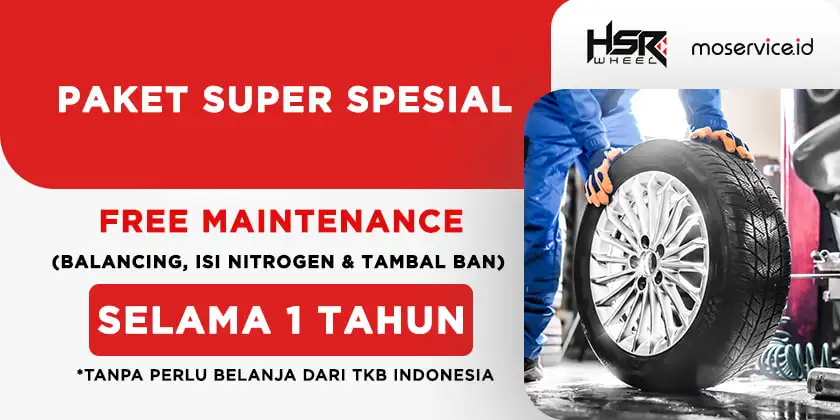 HSR
WHEEL
moservice.id
PAKET SUPER SPESIAL
FREE MAINTENANCE
(BALANCING, ISI NITROGEN & TAMBAL BAN)
SELAMA 1 TAHUN
*TANPA PERLU BELANJA DARI TKB INDONESIA